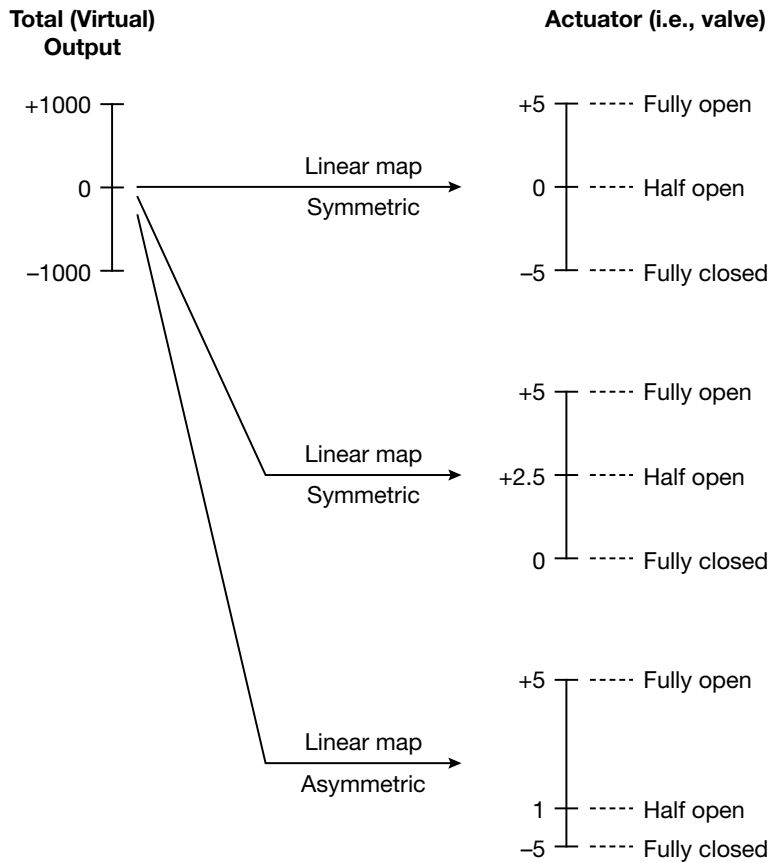 Total (Virtual)
Output
Actuator (i.e., valve)
+1000
0
–1000
Linear map
Symmetric
+5
Fully open
0
Half open
–5
Fully closed
Linear map
Symmetric
+5
Fully open
+2.5
Half open
0
Fully closed
Linear map
Asymmetric
+5
Fully open
1
Half open
–5
Fully closed